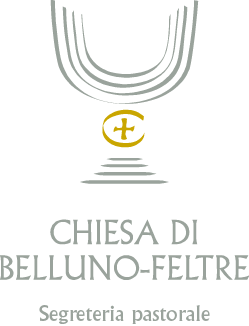 CHIESA DI
BELLUNO-FELTRE
Segreteria pastorale